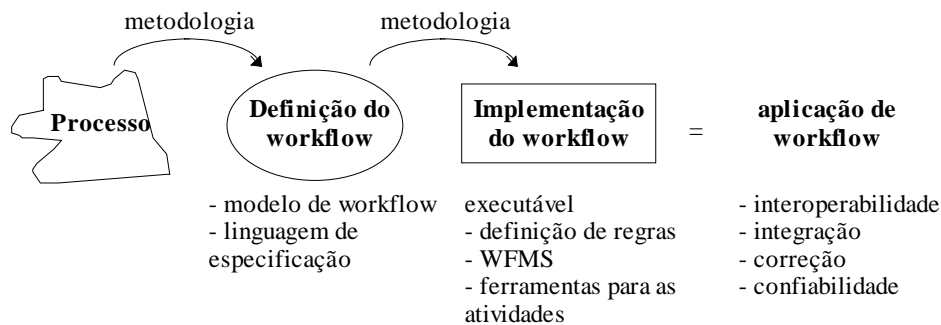 metodologia
metodologia
Processo
Definição do
workflow
Implementação
do workflow
=
aplicação de
workflow
- modelo de workflow
- linguagem de
especificação
executável
- definição de regras
- WFMS
- ferramentas para as
atividades
- interoperabilidade
- integração
- correção
- confiabilidade